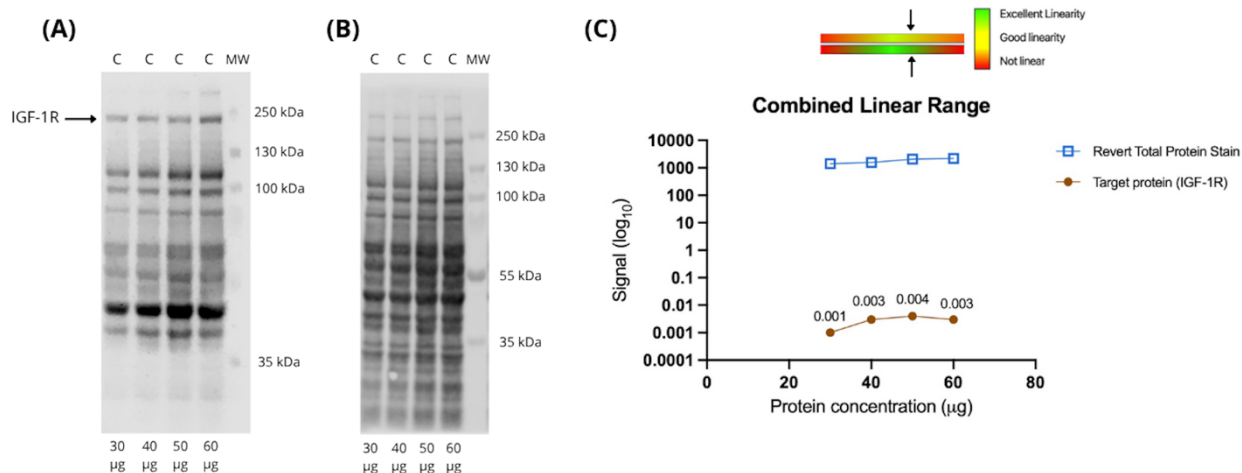 (A)
C C C C MW
IGF-1R
250 kDa
130 kDa
100 kDa
35 kDa
30 40 50 60
µg µg µg µg
(B)
C C C C MW
250 kDa
130 kDa
100 kDa
55 kDa
35 kDa
30 40 50 60
µg µg µg µg
(C)
Excellent Linearity
Good linearity
Not linear
Combined Linear Range
Signal (log10)
10000
1000
100
10
1
0.1
0.01
0.001
0.0001
0.001 0.003 0.004 0.003
0 20 40 60 80
Protein concentration (µg)
Revert Total Protein Stain
Target protein (IGF-1R)